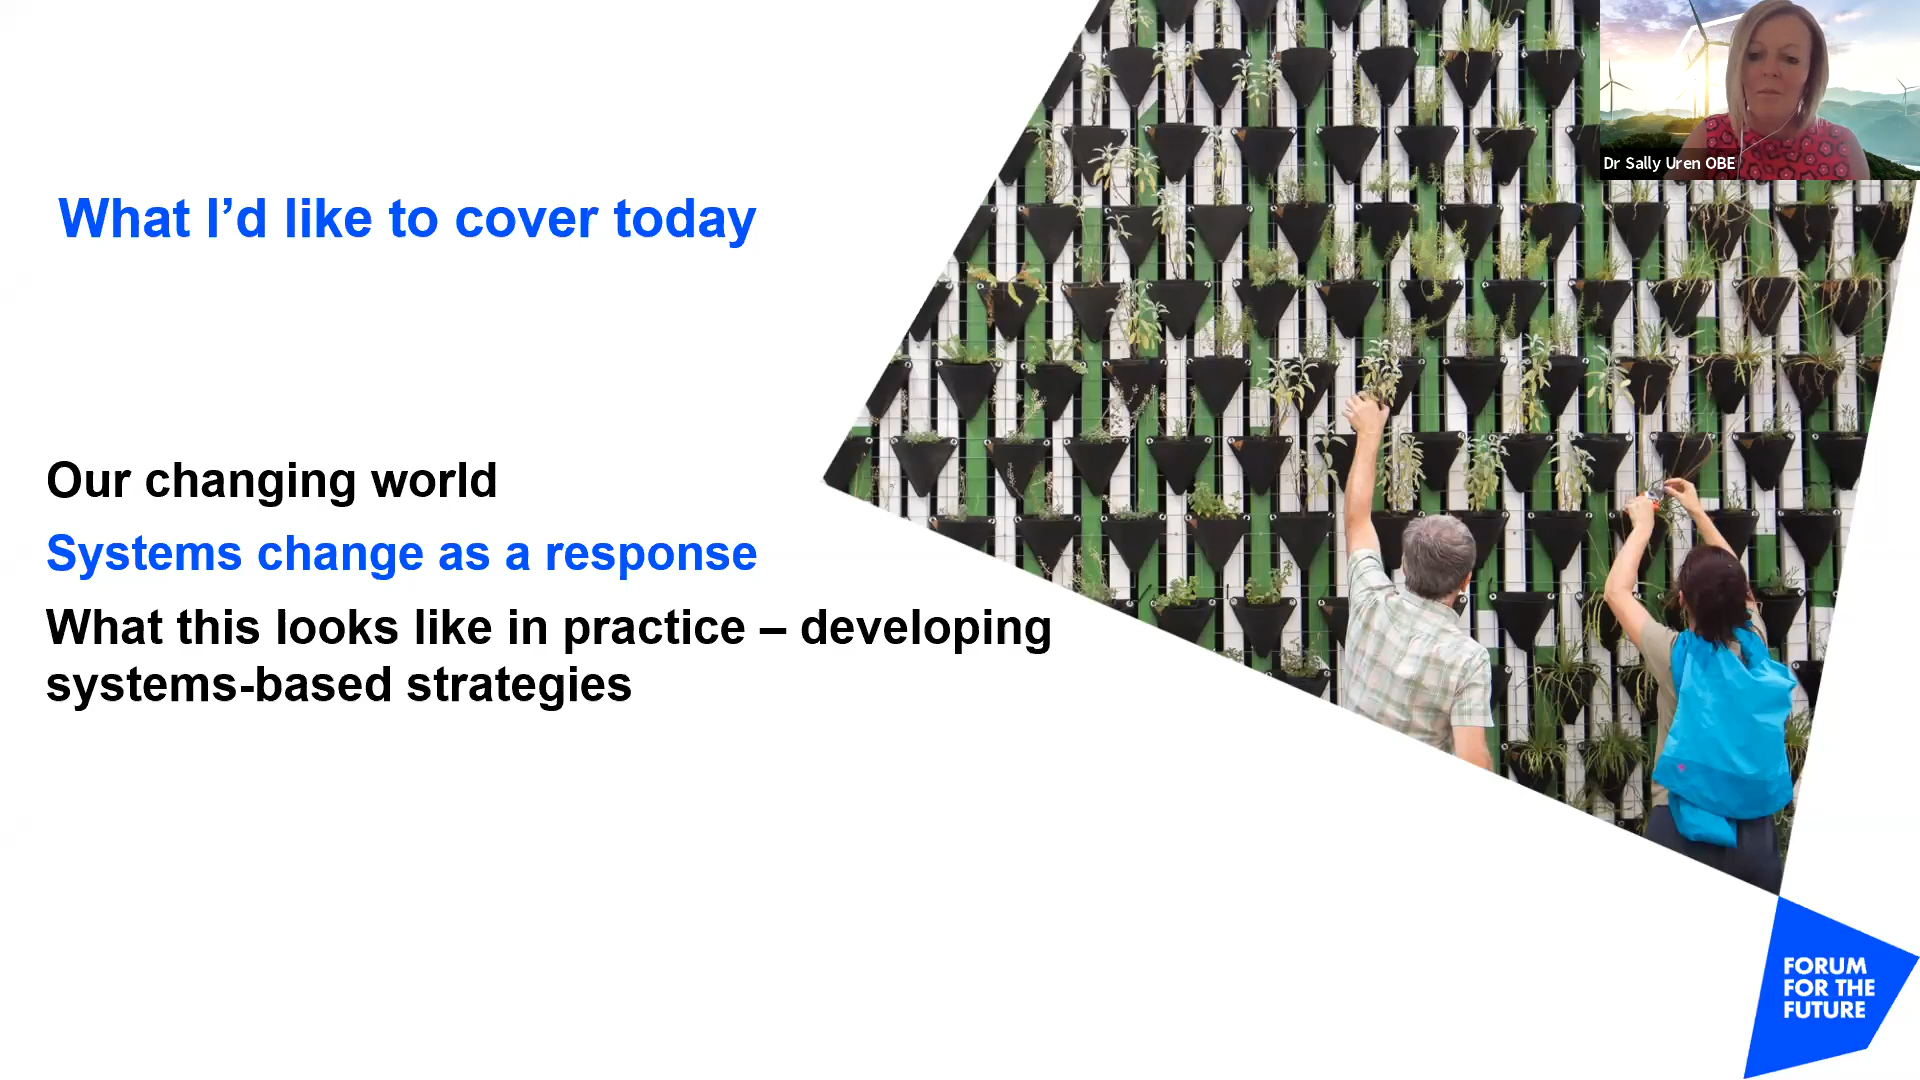 Dr Sally Uren OBE
What I’d like to cover today
Our changing world
Systems change as a response
What this looks like in practice – developing
systems-based strategies
FORUM
FOR THE
FUTURE